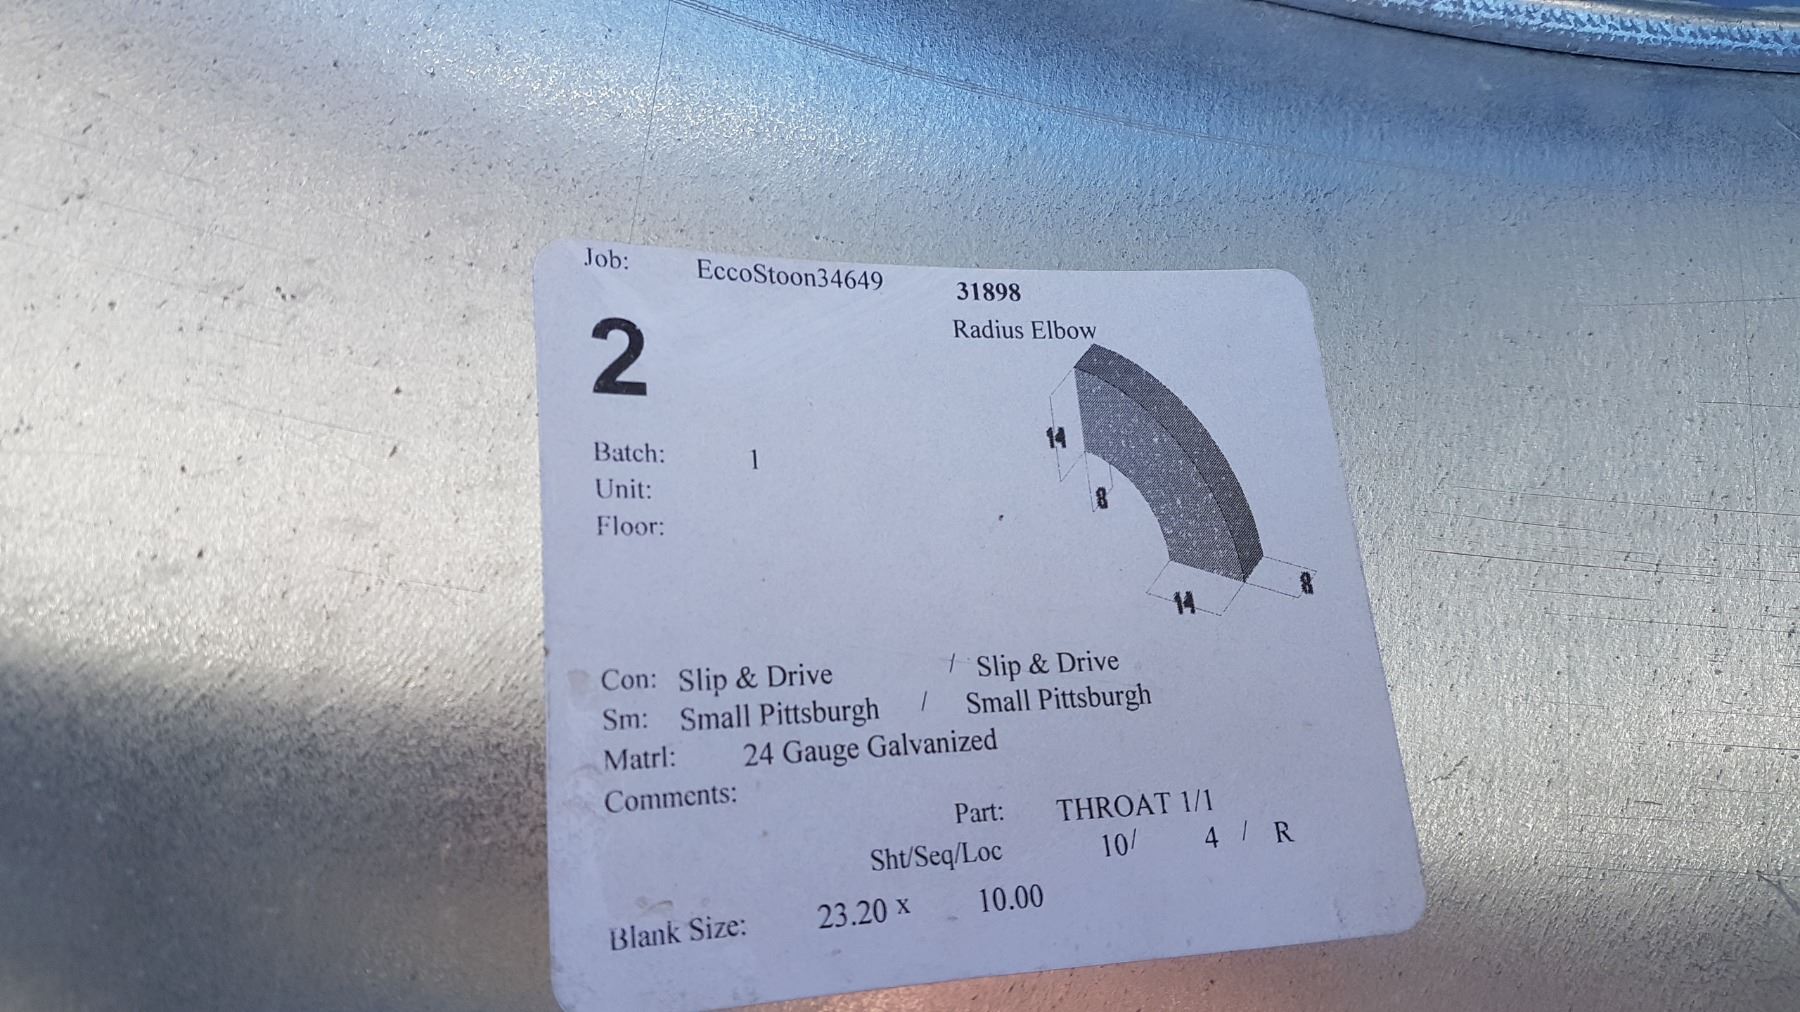 Job: EccoStoon34649 31898
Radius Elbow
2
14
8
14
8
Batch: 1
Unit:
Floor:
Con: Slip & Drive / Slip & Drive
Sm: Small Pittsburgh / Small Pittsburgh
Matrl: 24 Gauge Galvanized
Comments:
Part: THROAT 1/1
Sht/Seq/Loc 10/ 4 / R
Blank Size: 23.20 x 10.00